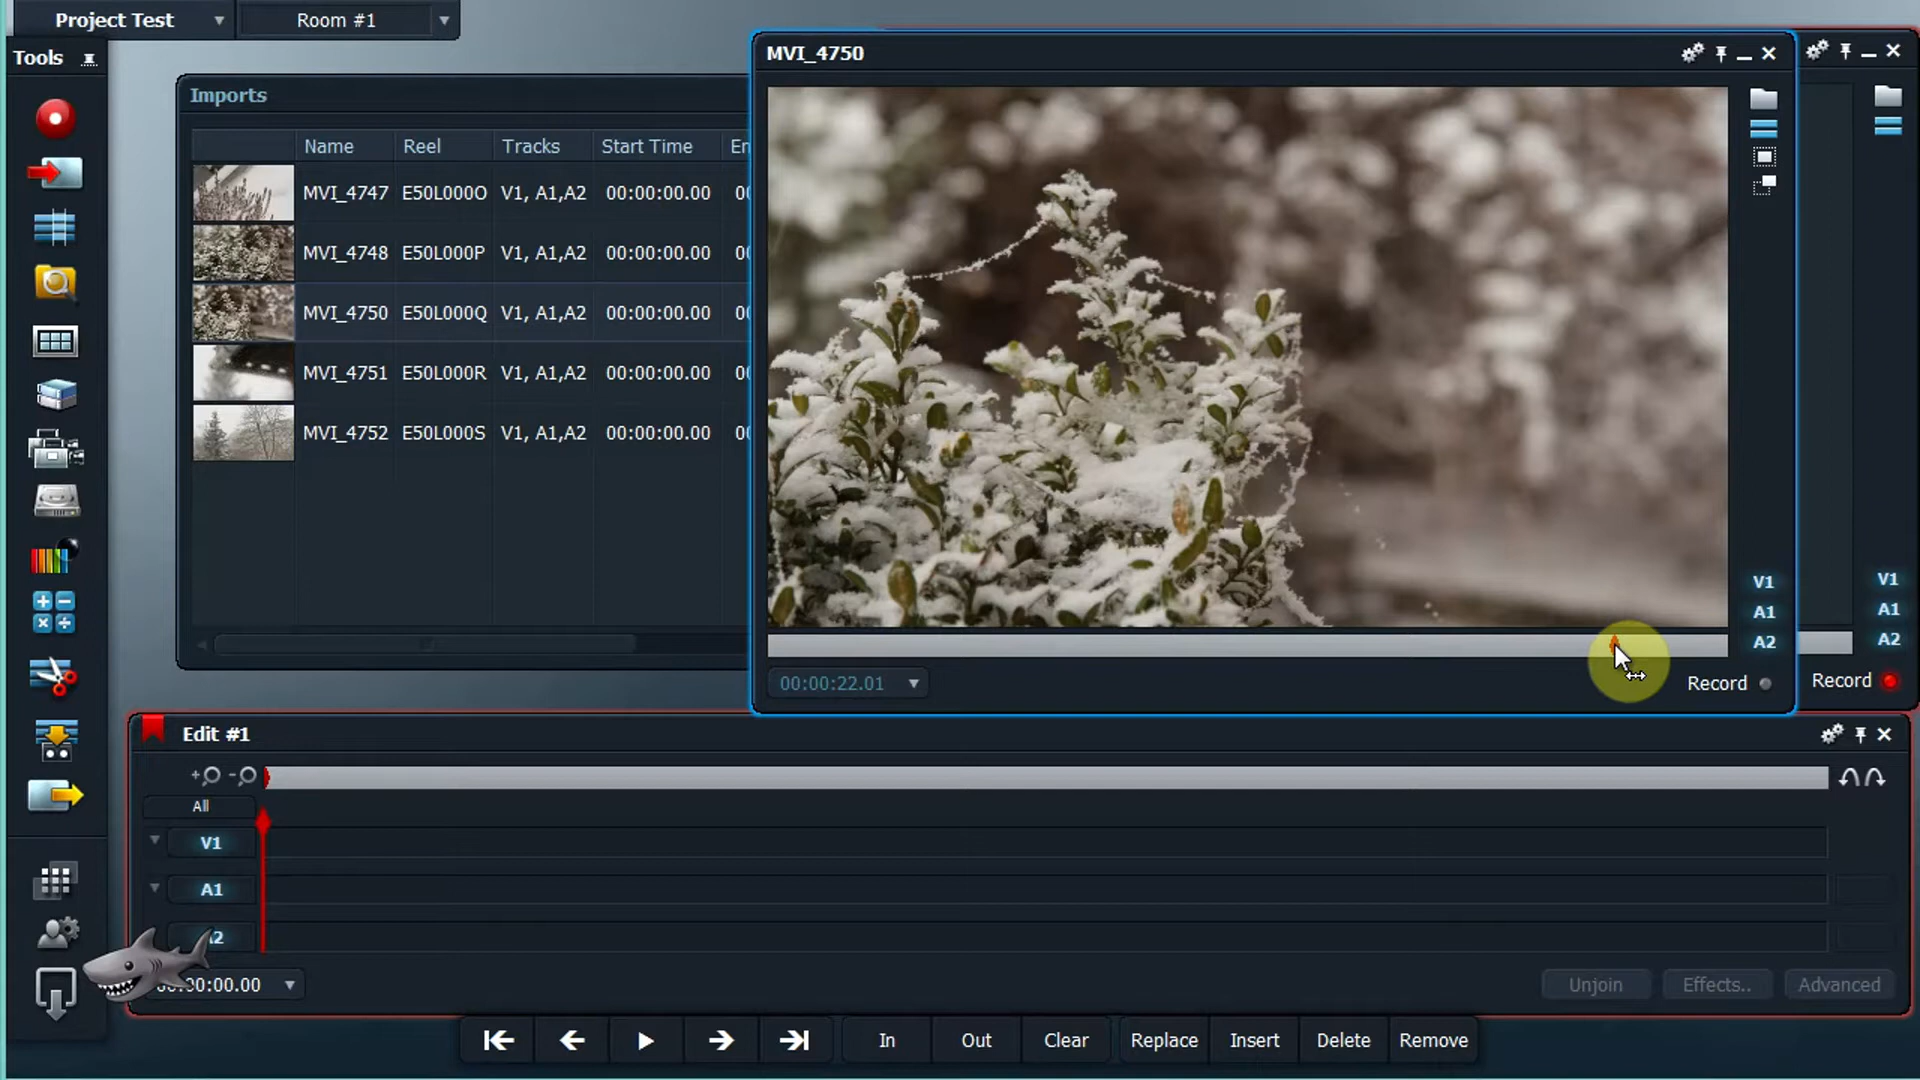 Project Test
Room #1
Tools
Imports
Name Reel Tracks Start Time
MVI_4747 E50L000O V1, A1,A2 00:00:00.00
MVI_4748 E50L000P V1, A1,A2 00:00:00.00
MVI_4750 E50L000Q V1, A1,A2 00:00:00.00
MVI_4751 E50L000R V1, A1,A2 00:00:00.00
MVI_4752 E50L000S V1, A1,A2 00:00:00.00
MVI_4750
V1
A1
A2
00:00:22.01
Record
V1
A1
A2
Record
Edit #1
All
V1
A1
Unjoin Effects.. Advanced
In Out Clear Replace Insert Delete Remove